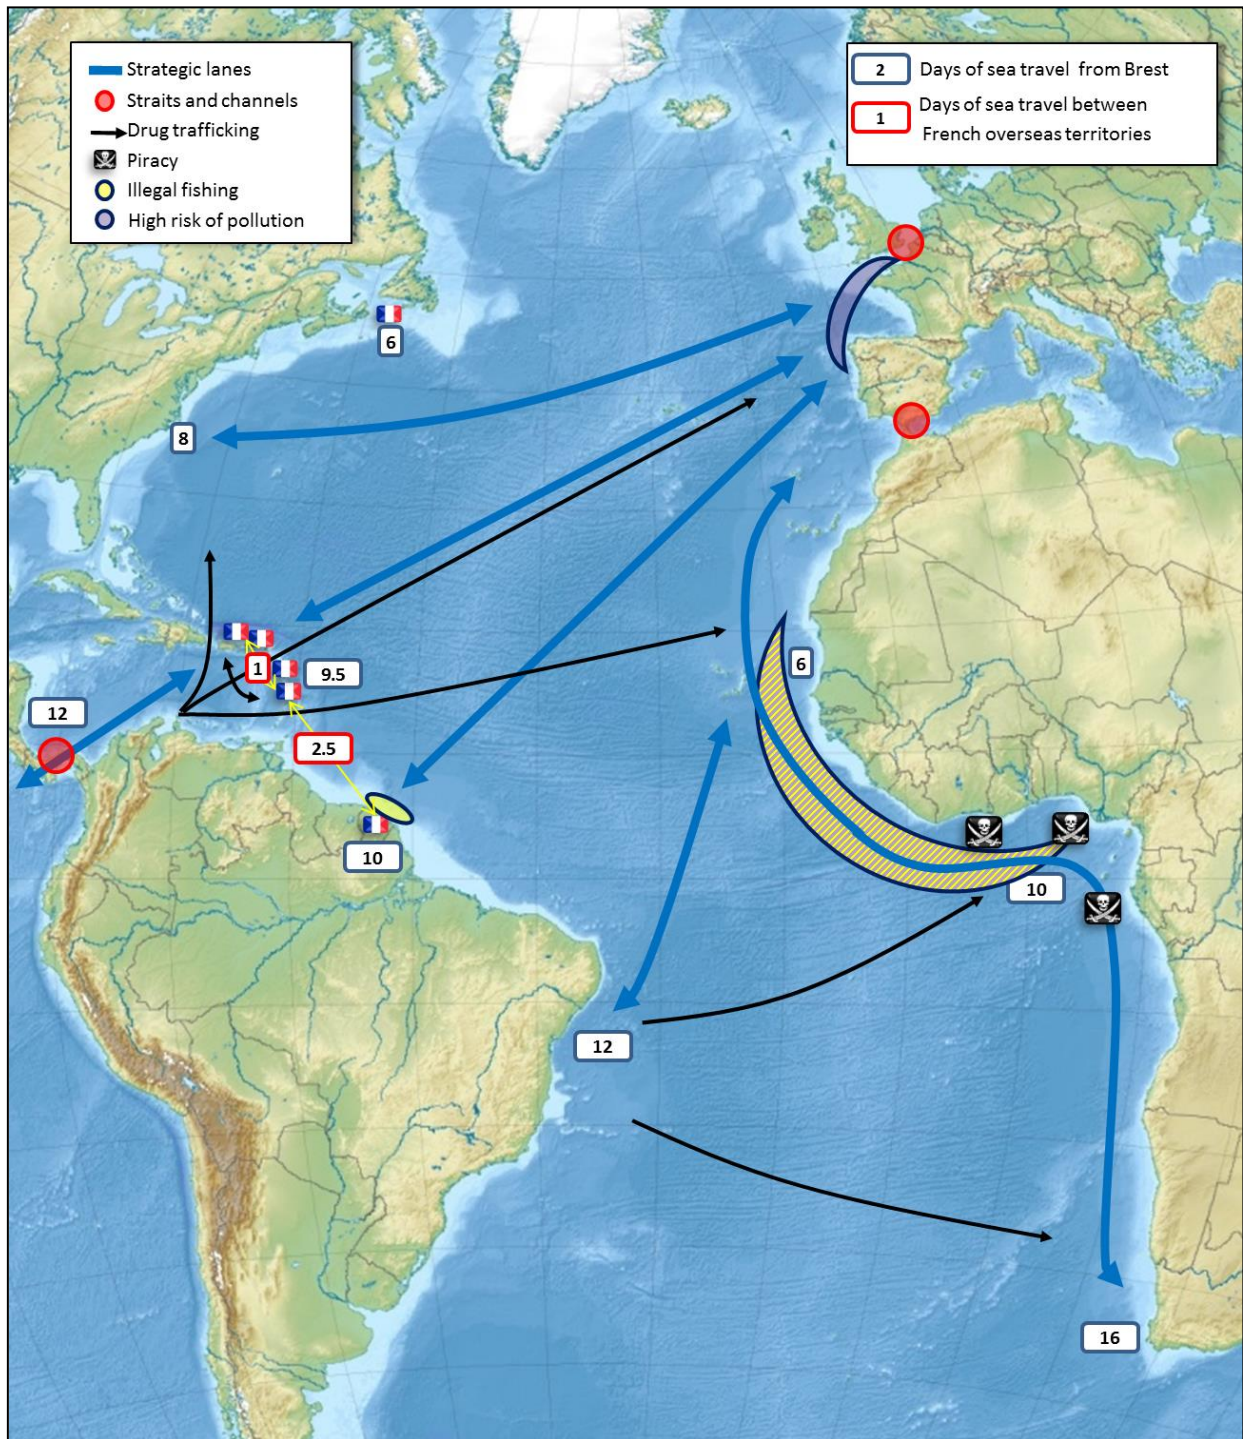 Strategic lanes
Straits and channels
Drug trafficking
Piracy
Illegal fishing
High risk of pollution
2 Days of sea travel from Brest
1 Days of sea travel between
French overseas territories
6
8
1
9.5
6
12
2.5
10
10
12
16